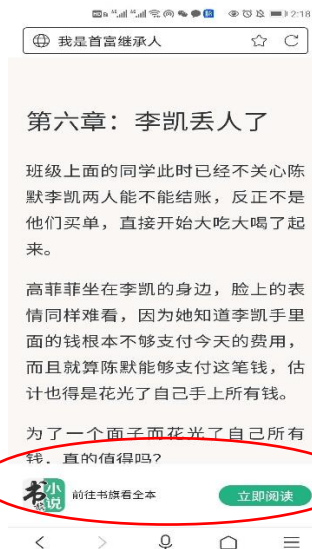 2:18
我是首富继承人
第六章：李凯丢人了
班级上面的同学此时已经不关心陈
默李凯两人能不能结账，反正不是
他们买单，直接开始大吃大喝了起
来。
高菲菲坐在李凯的身边，脸上的表
情同样难看，因为她知道李凯手里
面的钱根本不够支付今天的费用，
而且就算陈默能够支付这笔钱，估
计也得是花光了自己手上所有钱。
为了一个面子而花光了自己所有
钱，真的值得吗？
书旗小说
前往书旗看全本
立即阅读